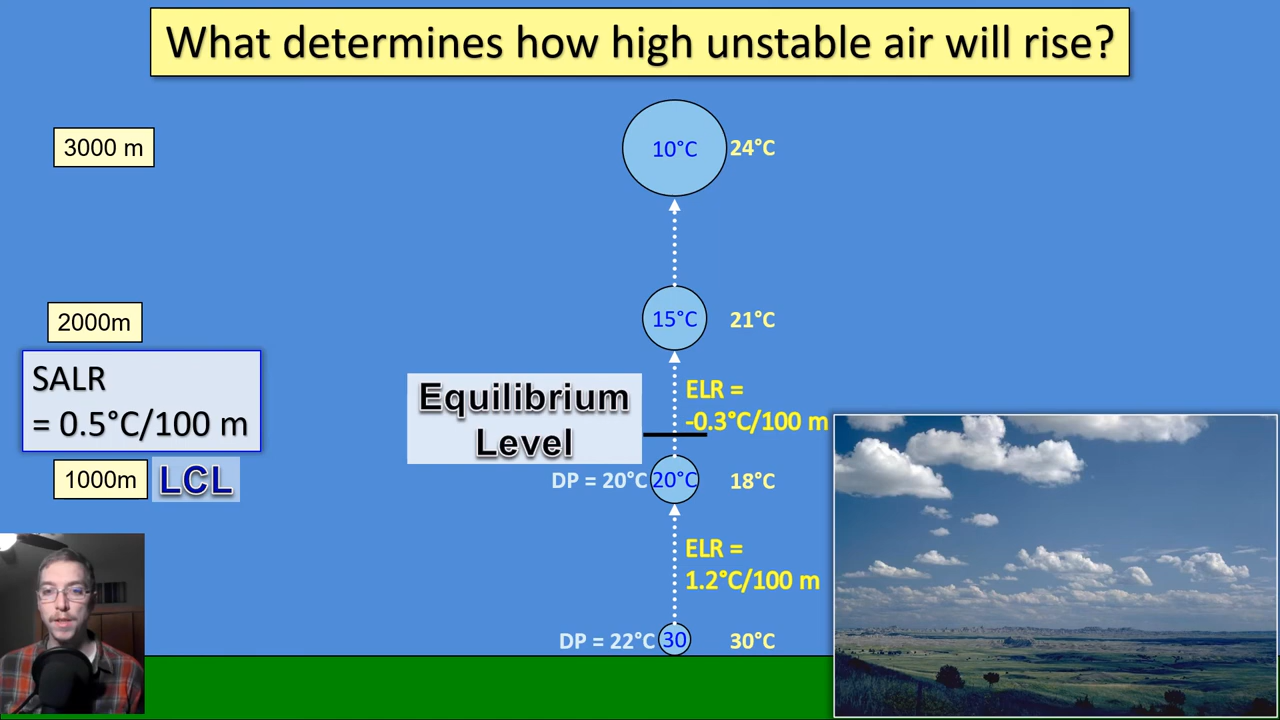 What determines how high unstable air will rise?
3000 m
10°C
24°C
2000m
15°C
21°C
SALR
= 0.5°C/100 m
Equilibrium
Level
ELR =
-0.3°C/100 m
1000m
LCL
DP = 20°C
20°C
18°C
ELR =
1.2°C/100 m
DP = 22°C
30
30°C